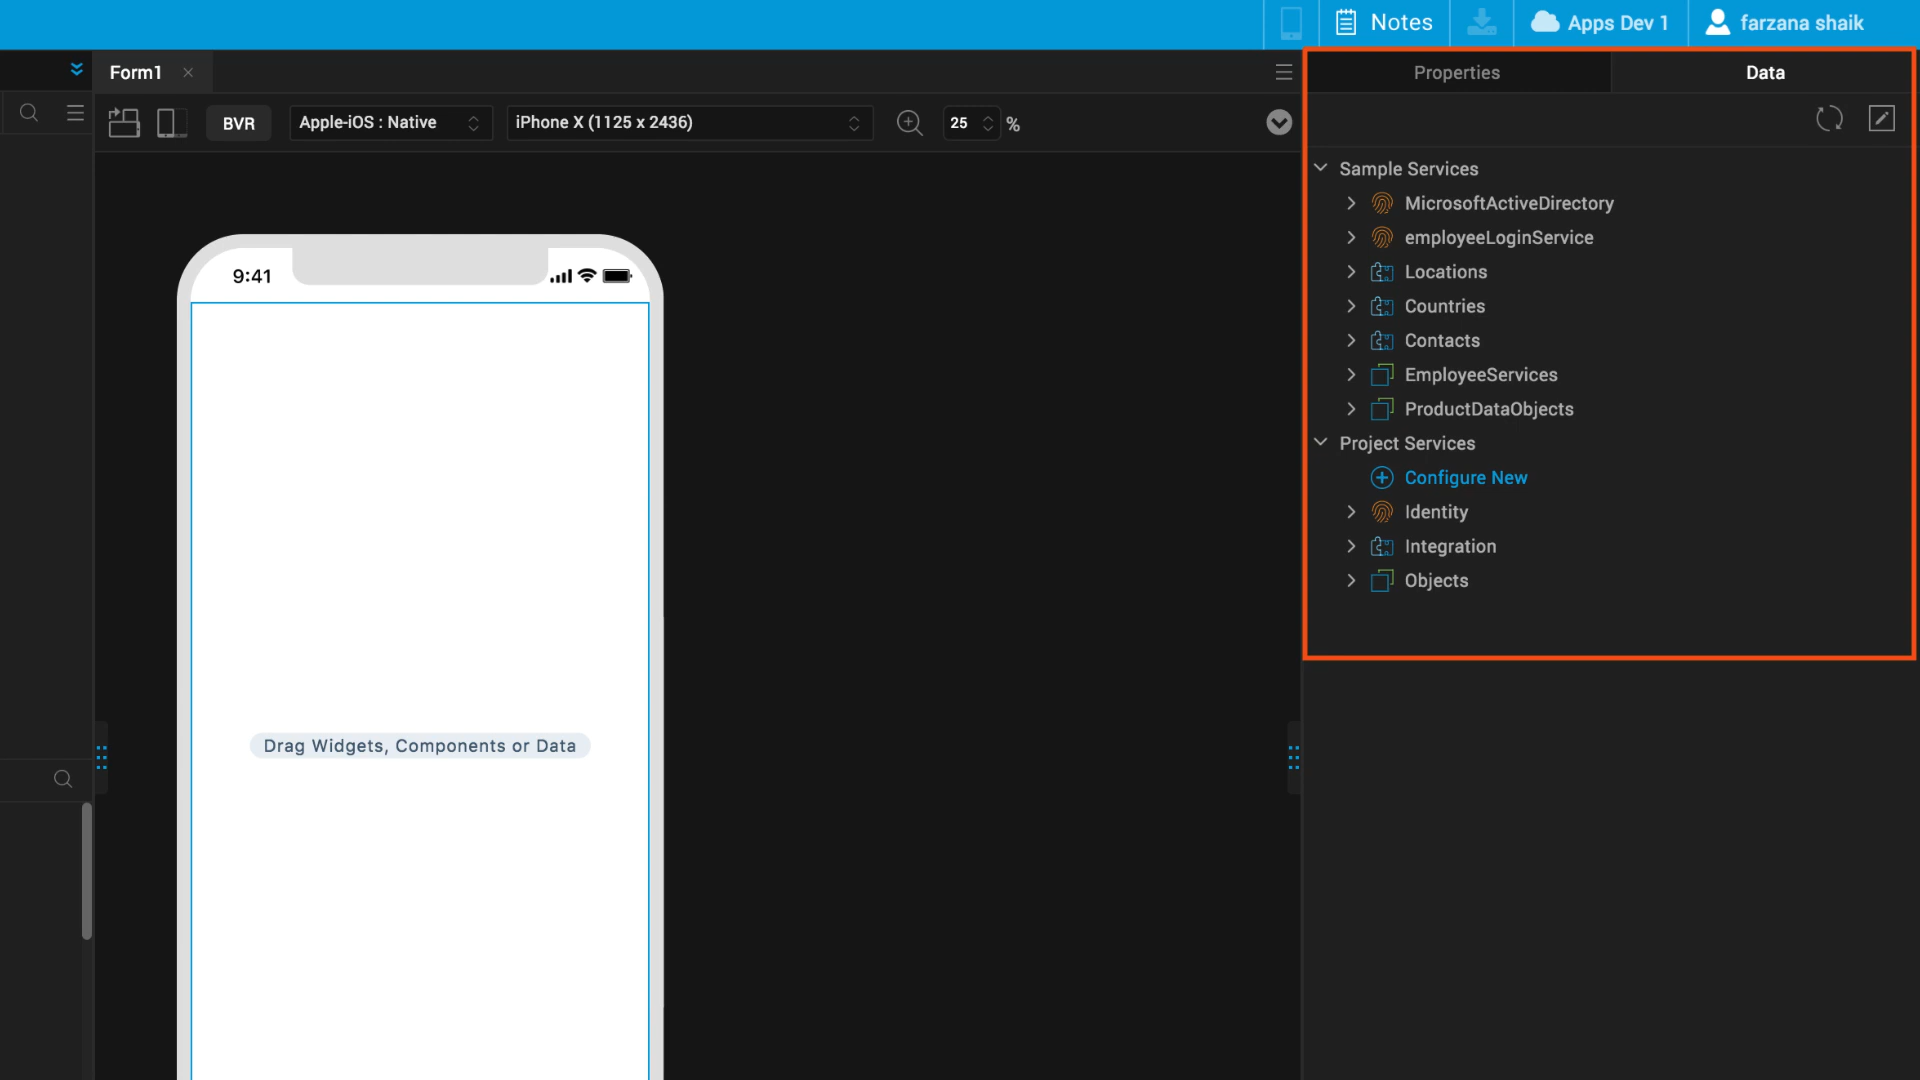 Notes
Apps Dev 1
farzana shaik
Form1
Properties
Data
BVR
Apple-iOS : Native
iPhone X (1125 x 2436)
25
%
Sample Services
MicrosoftActiveDirectory
employeeLoginService
Locations
Countries
Contacts
EmployeeServices
ProductDataObjects
Project Services
Configure New
Identity
Integration
Objects
9:41
Drag Widgets, Components or Data